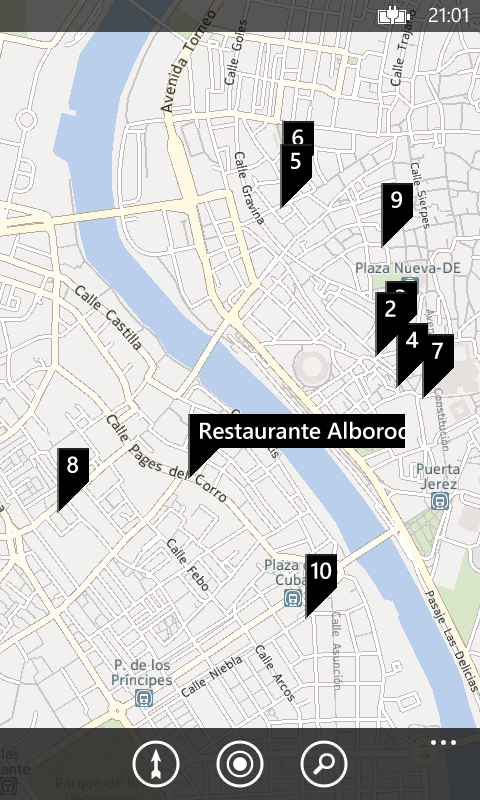 21:01
Avenida Torneo
Calle Goles
Calle Trajano
6
5
Calle Gravina
Calle Sierpes
9
Plaza Nueva-DE
2
4
7
Constitución
Calle Castilla
Restaurante Alboroc
Calle Pages del Corro
8
Puerta
Jerez
Calle Febo
Plaza
Cuba
10
Calle Asunción
Pasaje-Las Delicias
P. de los
Príncipes
Calle Niebla
Calle Arcos
las
Parque de los
Príncipes